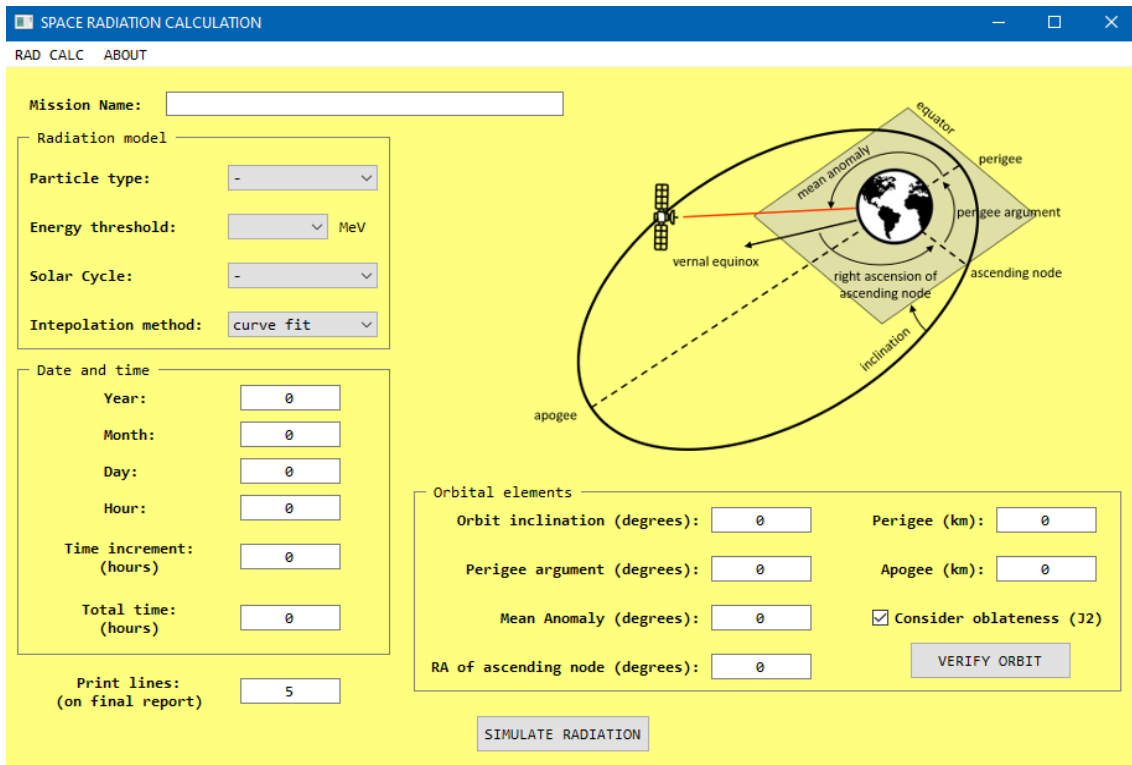 SPACE RADIATION CALCULATION
RAD CALC ABOUT
Mission Name:
Radiation model
Particle type: -
Energy threshold: MeV
Solar Cycle: -
Intepolation method: curve fit
Date and time
Year: 0
Month: 0
Day: 0
Hour: 0
Time increment:
(hours)
0
Total time:
(hours)
0
Print lines:
(on final report)
5
equator
perigee
mean anomaly
perigee argument
vernal equinox
right ascension of
ascending node
ascending node
inclination
apogee
Orbital elements
Orbit inclination (degrees): 0
Perigee (km): 0
Perigee argument (degrees): 0
Apogee (km): 0
Mean Anomaly (degrees): 0
Consider oblateness (J2)
RA of ascending node (degrees): 0
VERIFY ORBIT
SIMULATE RADIATION